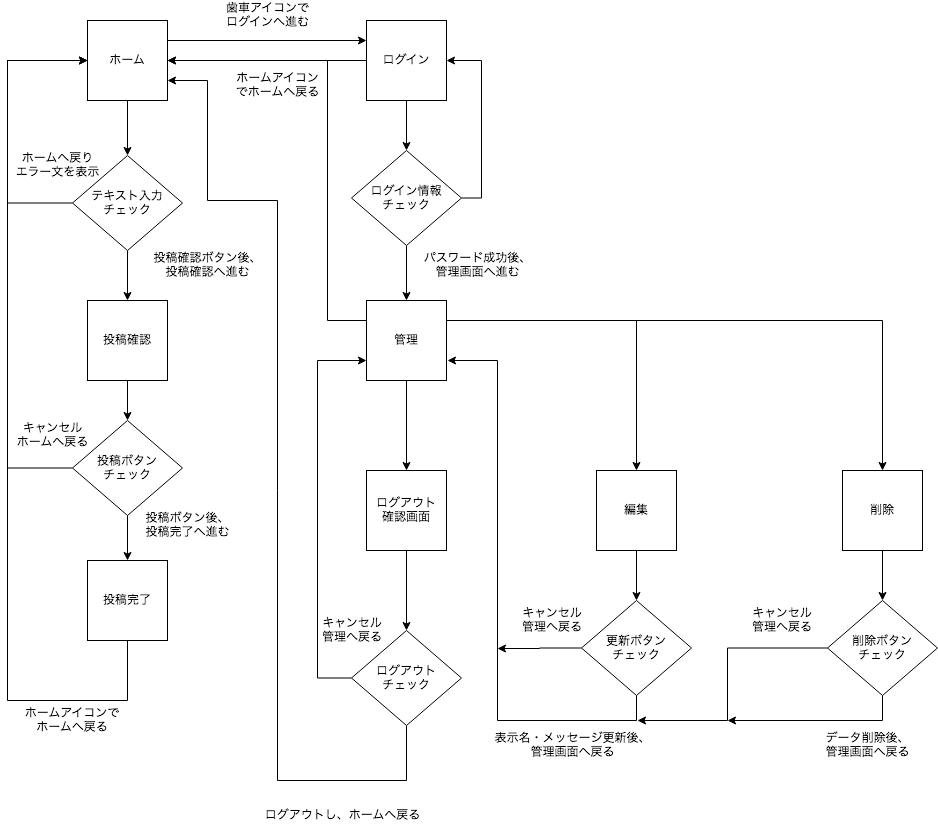 歯車アイコンで
ログインへ進む
ホーム
ログイン
ホームアイコン
でホームへ戻る
ホームへ戻り
エラー文を表示
テキスト入力
チェック
ログイン情報
チェック
投稿確認ボタン後、
投稿確認へ進む
パスワード成功後、
管理画面へ進む
投稿確認
管理
キャンセル
ホームへ戻る
投稿ボタン
チェック
ログアウト
確認画面
編集
削除
投稿ボタン後、
投稿完了へ進む
投稿完了
キャンセル
管理へ戻る
ログアウト
チェック
キャンセル
管理へ戻る
更新ボタン
チェック
キャンセル
管理へ戻る
削除ボタン
チェック
ホームアイコンで
ホームへ戻る
表示名・メッセージ更新後、
管理画面へ戻る
データ削除後、
管理画面へ戻る
ログアウトし、ホームへ戻る